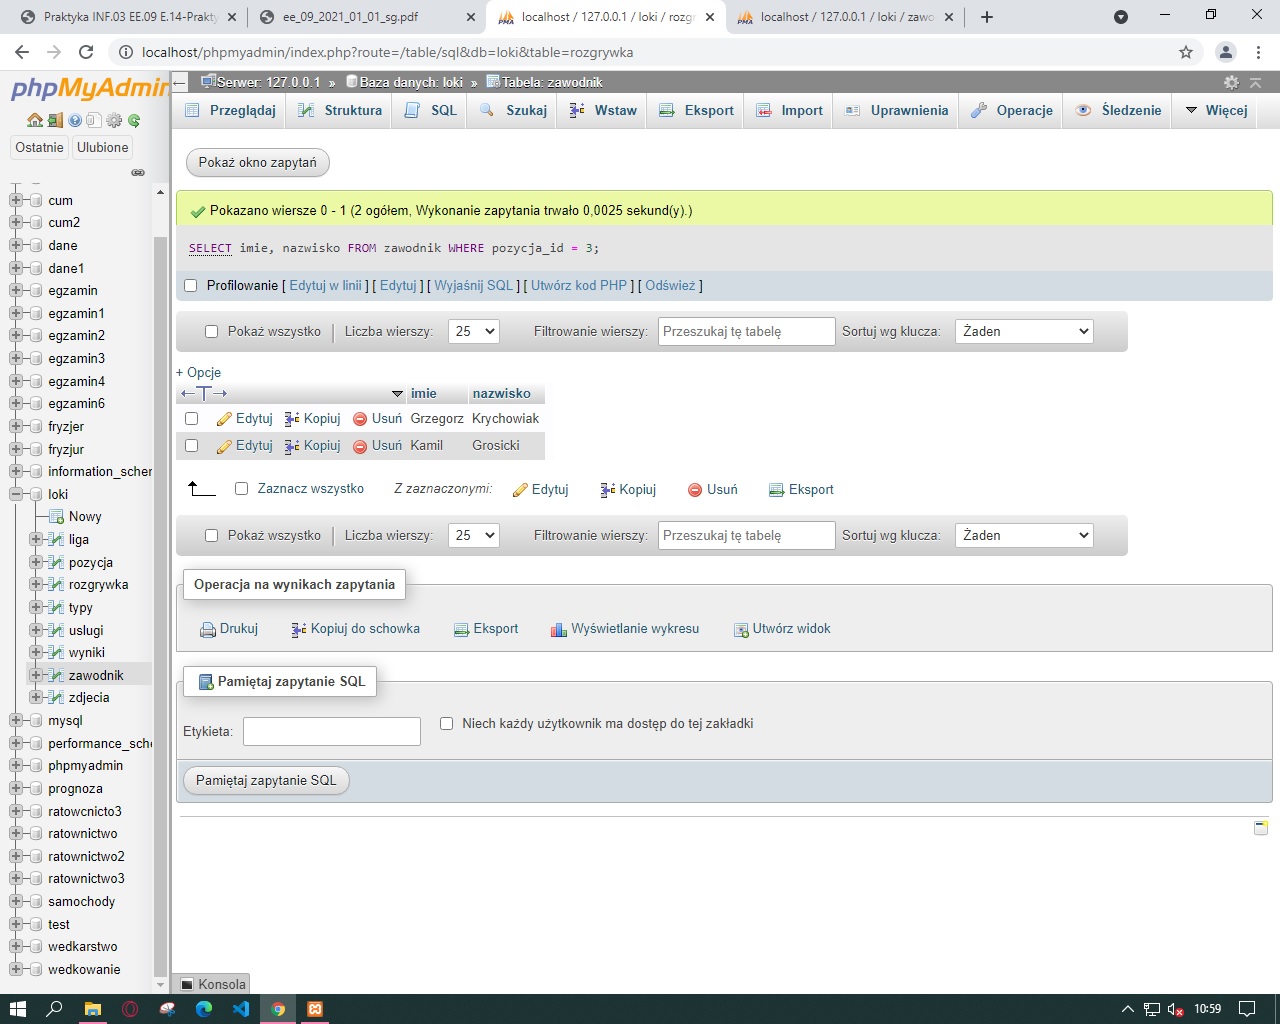 Praktyka INF.03 EE.09 E.14-Prakty
ee_09_2021_01_01_sg.pdf
localhost / 127.0.0.1 / loki / rozgr
localhost / 127.0.0.1 / loki / zawo
localhost/phpmyadmin/index.php?route=/table/sql&db=loki&table=rozgrywka
phpMyAdmin
Ostatnie Ulubione
cum
cum2
dane
dane1
egzamin
egzamin1
egzamin2
egzamin3
egzamin4
egzamin6
fryzjer
fryzjur
information_scher
loki
Nowy
liga
pozycja
rozgrywka
typy
uslugi
wyniki
zawodnik
zdjecia
mysql
performance_sche
phpmyadmin
prognoza
ratowcnicto3
ratownictwo
ratownictwo2
ratownictwo3
samochody
test
wedkarstwo
wedkowanie
Serwer: 127.0.0.1 » Baza danych: loki » Tabela: zawodnik
Przeglądaj Struktura SQL Szukaj Wstaw Eksport Import Uprawnienia Operacje Śledzenie Więcej
Pokaż okno zapytań
Pokazano wiersze 0 - 1 (2 ogółem, Wykonanie zapytania trwało 0,0025 sekund(y).)
SELECT imie, nazwisko FROM zawodnik WHERE pozycja_id = 3;
Profilowanie [ Edytuj w linii ] [ Edytuj ] [ Wyjaśnij SQL ] [ Utwórz kod PHP ] [ Odśwież ]
Pokaż wszystko Liczba wierszy: 25 Filtrowanie wierszy: Przeszukaj tę tabelę Sortuj wg klucza: Żaden
+ Opcje
←T→ imie nazwisko
Edytuj Kopiuj Usuń Grzegorz Krychowiak
Edytuj Kopiuj Usuń Kamil Grosicki
Zaznacz wszystko Z zaznaczonymi: Edytuj Kopiuj Usuń Eksport
Pokaż wszystko Liczba wierszy: 25 Filtrowanie wierszy: Przeszukaj tę tabelę Sortuj wg klucza: Żaden
Operacja na wynikach zapytania
Drukuj Kopiuj do schowka Eksport Wyświetlanie wykresu Utwórz widok
Pamiętaj zapytanie SQL
Etykieta: Niech każdy użytkownik ma dostęp do tej zakładki
Pamiętaj zapytanie SQL
Konsola
10:59